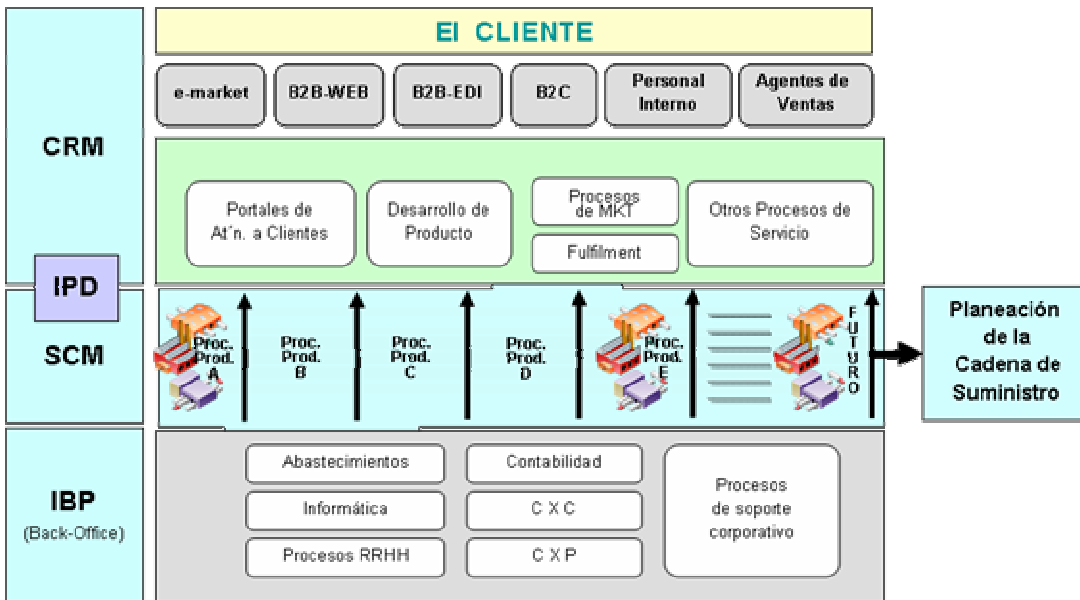 El CLIENTE
e-market
B2B-WEB
B2B-EDI
B2C
Personal
Interno
Agentes de
Ventas
CRM
Portales de
At´n. a Clientes
Desarrollo de
Producto
Procesos
de MKT
Fulfilment
Otros Procesos de
Servicio
IPD
SCM
Proc.
Prod.
A
Proc.
Prod.
B
Proc.
Prod.
C
Proc.
Prod.
D
Proc.
Prod.
E
FUTURO
Planeación
de la
Cadena de
Suministro
IBP
(Back-Office)
Abastecimientos
Informática
Procesos RRHH
Contabilidad
C X C
C X P
Procesos
de soporte
corporativo